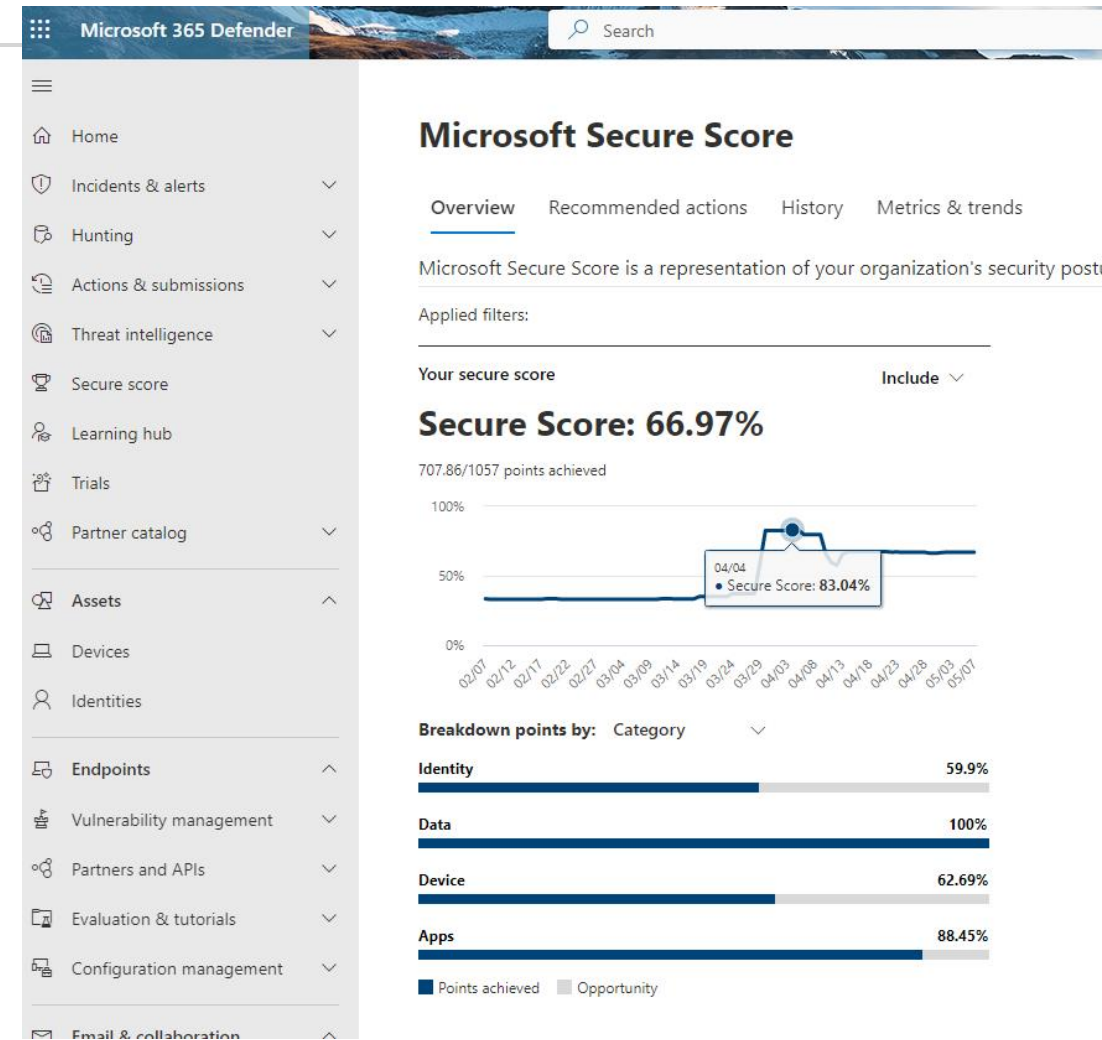 Microsoft 365 Defender
Search
Home
Incidents & alerts
Hunting
Actions & submissions
Threat intelligence
Secure score
Learning hub
Trials
Partner catalog
Assets
Devices
Identities
Endpoints
Vulnerability management
Partners and APIs
Evaluation & tutorials
Configuration management
Email & collaboration
Microsoft Secure Score
Overview Recommended actions History Metrics & trends
Microsoft Secure Score is a representation of your organization's security postu
Applied filters:
Your secure score Include
Secure Score: 66.97%
707.86/1057 points achieved
100%
50%
0%
04/04
• Secure Score: 83.04%
02/07 02/12 02/17 02/22 02/27 03/04 03/09 03/14 03/19 03/24 03/29 04/03 04/08 04/13 04/18 04/23 04/28 05/03 05/07
Breakdown points by: Category
Identity 59.9%
Data 100%
Device 62.69%
Apps 88.45%
Points achieved Opportunity